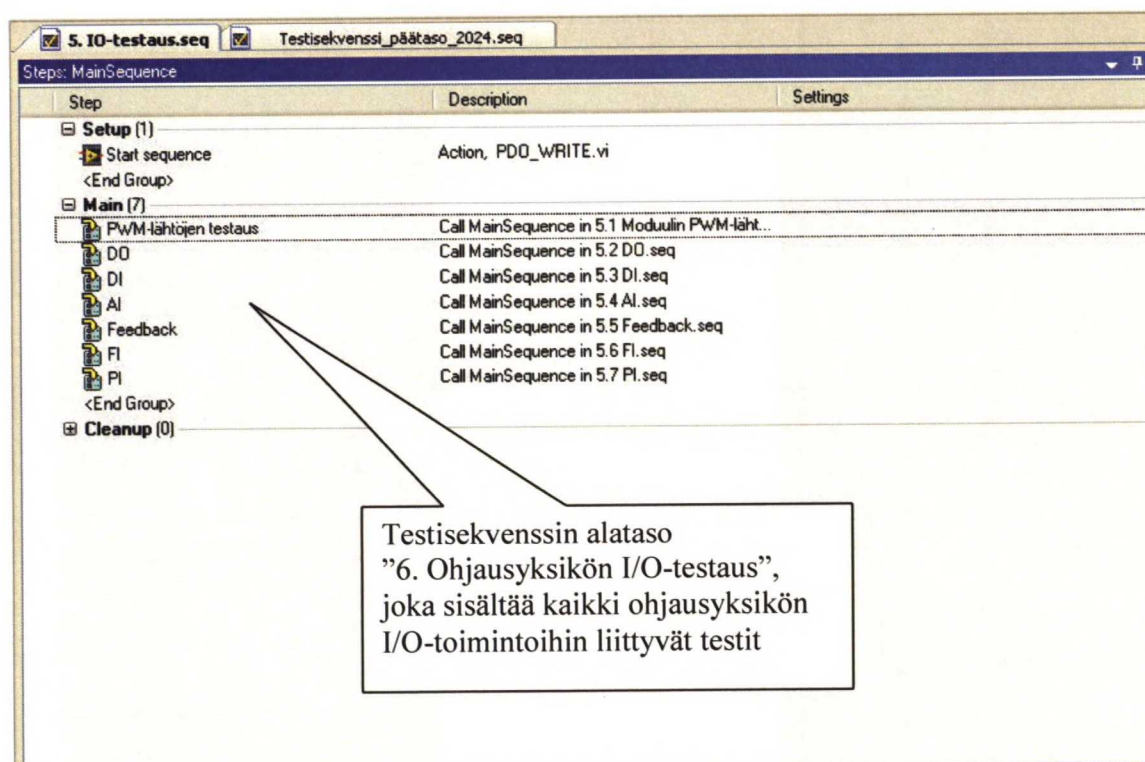 5. IO-testaus.seq Testisekvenssi_päätaso_2024.seq
Steps: MainSequence
Step Description Settings
Setup (1)
Start sequence Action, PDO_WRITE.vi
<End Group>
Main (7)
PWM-lähtöjen testaus Call MainSequence in 5.1 Moduulin PWM-läht...
DO Call MainSequence in 5.2 DO.seq
DI Call MainSequence in 5.3 DI.seq
AI Call MainSequence in 5.4 AI.seq
Feedback Call MainSequence in 5.5 Feedback.seq
FI Call MainSequence in 5.6 FI.seq
PI Call MainSequence in 5.7 PI.seq
<End Group>
Cleanup (0)
Testisekvenssin alataso
”6. Ohjausyksikön I/O-testaus”,
joka sisältää kaikki ohjausyksikön
I/O-toimintoihin liittyvät testit